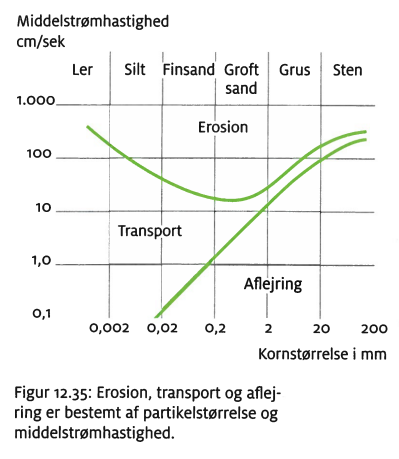 Middelstrømhastighed
cm/sek
Ler Silt Finsand Groft sand Grus Sten
1.000
Erosion
100
10
Transport
1,0
Aflejring
0,1
0,002 0,02 0,2 2 20 200
Kornstørrelse i mm
Figur 12.35: Erosion, transport og aflej-
ring er bestemt af partikelstørrelse og
middelstrømhastighed.